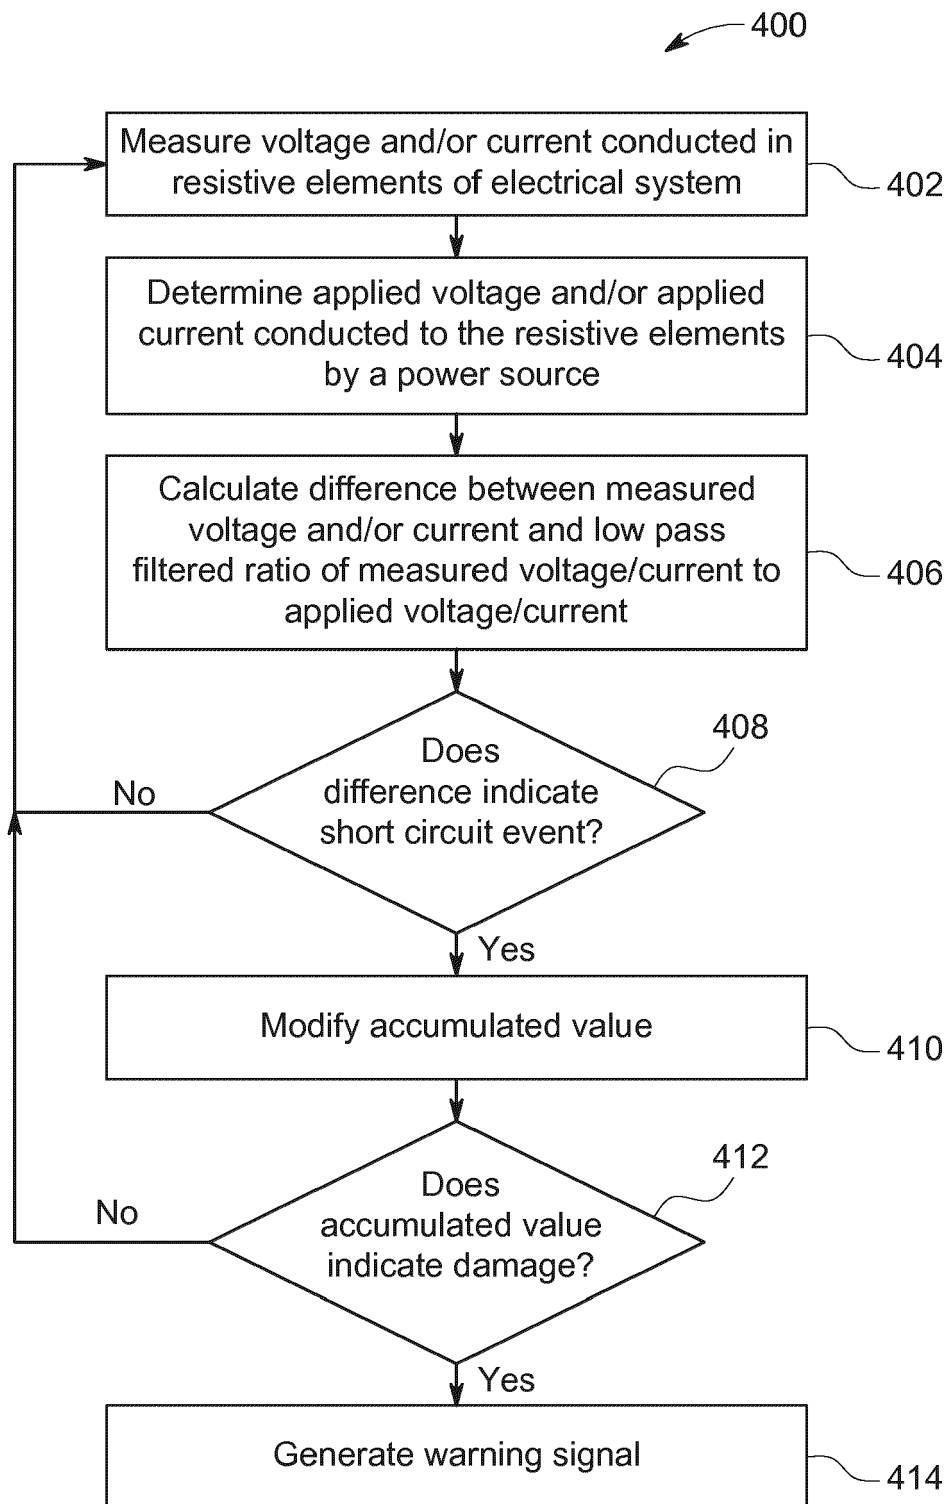 400
Measure voltage and/or current conducted in
resistive elements of electrical system
402
Determine applied voltage and/or applied
current conducted to the resistive elements
by a power source
404
Calculate difference between measured
voltage and/or current and low pass
filtered ratio of measured voltage/current to
applied voltage/current
406
Does
difference indicate
short circuit event?
408
No
Yes
Modify accumulated value
410
Does
accumulated value
indicate damage?
412
No
Yes
Generate warning signal
414